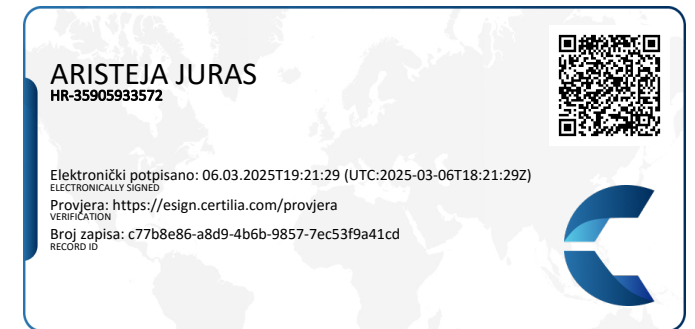 ARISTEJA JURAS
HR-35905933572
Elektronički potpisano: 06.03.2025T19:21:29 (UTC:2025-03-06T18:21:29Z)
ELECTRONICALLY SIGNED
Provjera: https://esign.certilia.com/provjera
VERIFICATION
Broj zapisa: c77b8e86-a8d9-4b6b-9857-7ec53f9a41cd
RECORD ID